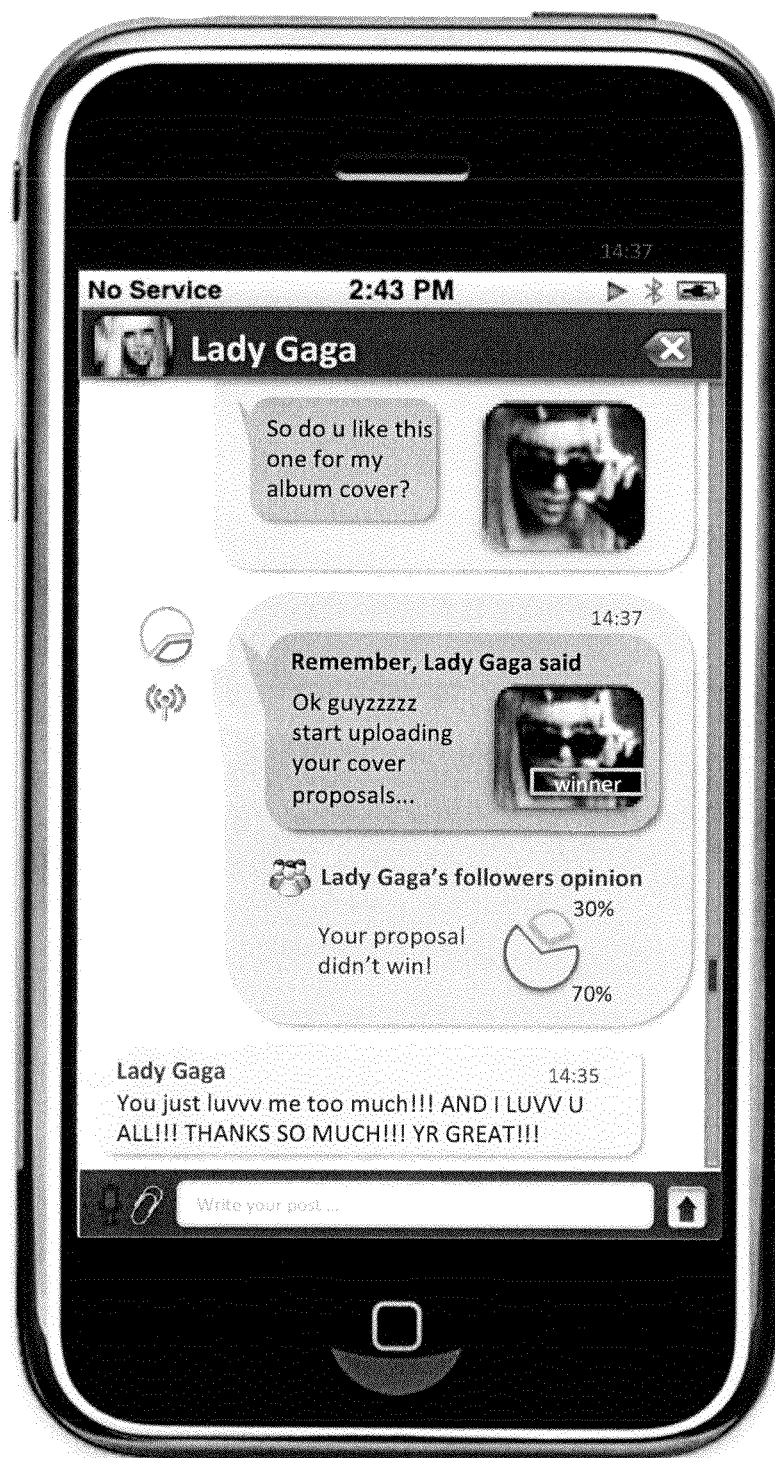 14:37
No Service 2:43 PM
Lady Gaga
So do u like this
one for my
album cover?
14:37
Remember, Lady Gaga said
Ok guyzzzzz
start uploading
your cover
proposals...
winner
Lady Gaga's followers opinion
30%
Your proposal
didn't win!
70%
Lady Gaga 14:35
You just luvvv me too much!!! AND I LUVV U
ALL!!! THANKS SO MUCH!!! YR GREAT!!!
Write your post ...